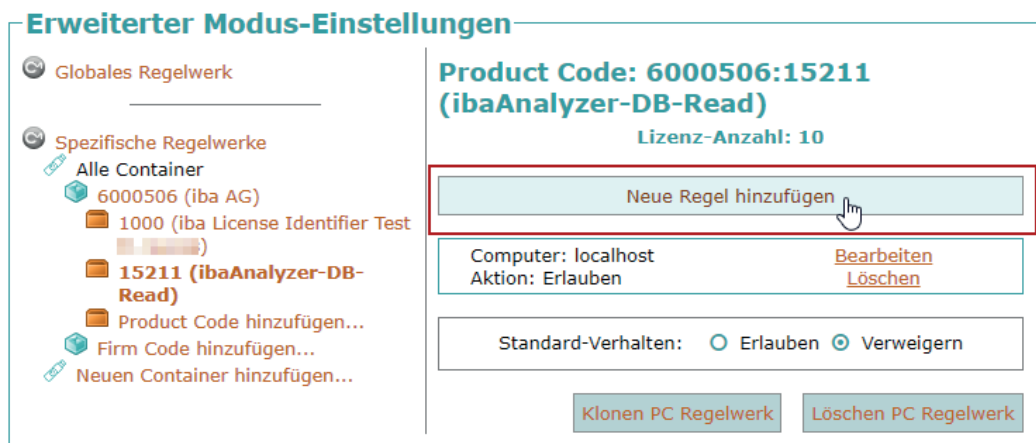 Erweiterter Modus-Einstellungen
Globales Regelwerk
Spezifische Regelwerke
Alle Container
6000506 (iba AG)
1000 (iba License Identifier Test
)
15211 (ibaAnalyzer-DB-
Read)
Product Code hinzufügen...
Firm Code hinzufügen...
Neuen Container hinzufügen...
Product Code: 6000506:15211
(ibaAnalyzer-DB-Read)
Lizenz-Anzahl: 10
Neue Regel hinzufügen
Computer: localhost Bearbeiten
Aktion: Erlauben Löschen
Standard-Verhalten: Erlauben Verweigern
Klonen PC Regelwerk Löschen PC Regelwerk